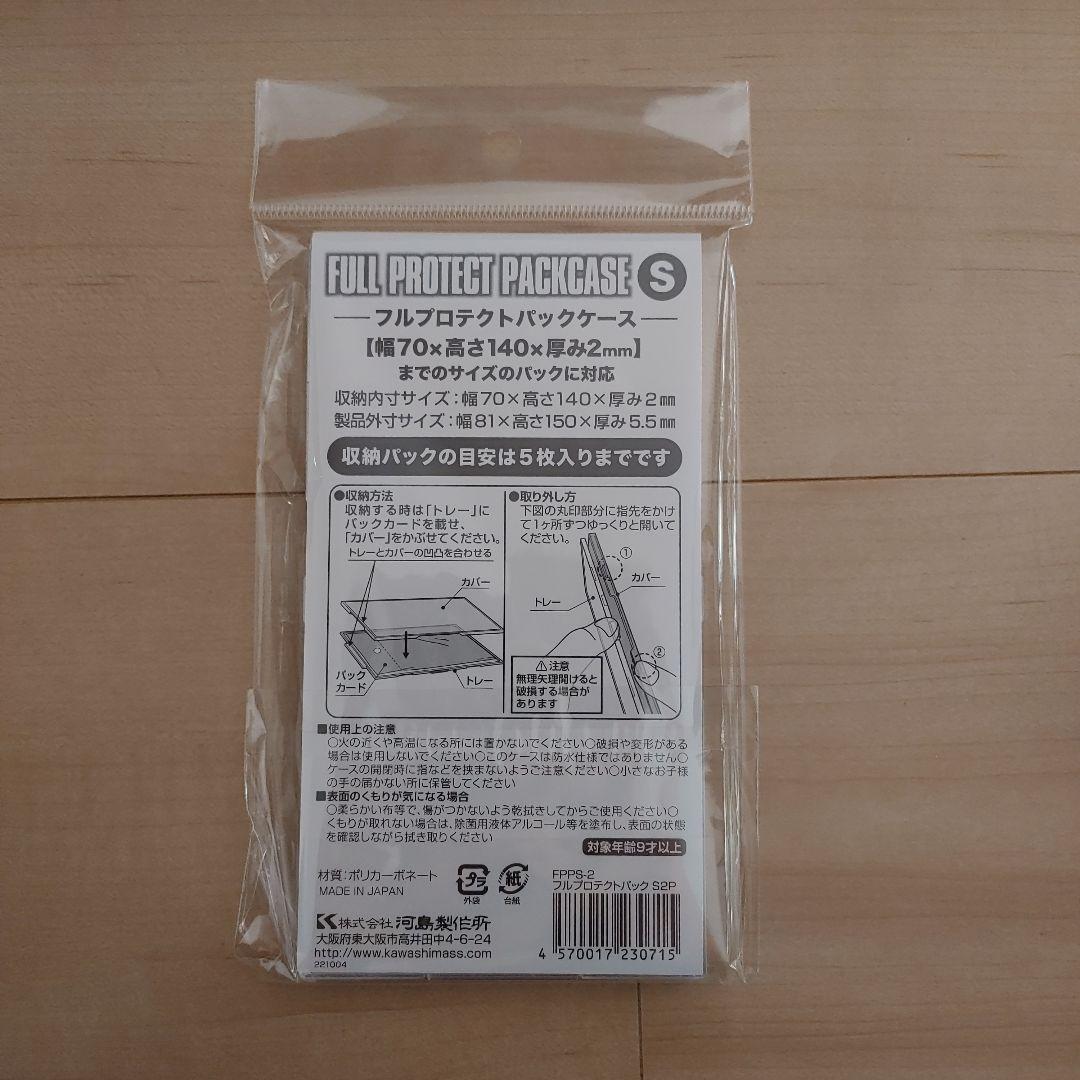 FULL PROTECT PACKCASE S
フルプロテクトパックケース
【幅70×高さ140×厚み2mm】
までのサイズのパックに対応
収納内寸サイズ：幅70×高さ140×厚み2㎜
製品外寸サイズ：幅81×高さ150×厚み5.5㎜
収納パックの目安は5枚入りまでです
●収納方法
収納する時は「トレー」に
パックカードを載せ、
「カバー」をかぶせてください。
トレーとカバーの凹凸を合わせる
カバー
パック
カード
トレー
●取り外し方
下図の丸印部分に指先をかけ
て1ヶ所ずつゆっくりと開いて
ください。
①
カバー
トレー
②
⚠注意
無理矢理開けると
破損する場合が
あります
■使用上の注意
○火の近くや高温になる所には置かないでください○破損や変形がある
場合は使用しないでください○このケースは防水仕様ではありません○
ケースの開閉時に指などを挟まないようご注意ください○小さなお子様
の手の届かない所に保管してください
■表面のくもりが気になる場合
○柔らかい布等で、傷がつかないよう乾拭きしてからご使用ください○
くもりが取れない場合は、除菌用液体アルコール等を塗布し、表面の状態
を確認しながら拭き取りください
対象年齢9才以上
材質：ポリカーボネート
MADE IN JAPAN
プラ
外袋
紙
台紙
FPPS-2
フルプロテクトパック S2P
株式会社 河島製作所
大阪府東大阪市高井田中4-6-24
http://www.kawashimass.com
221004
4 570017 230715